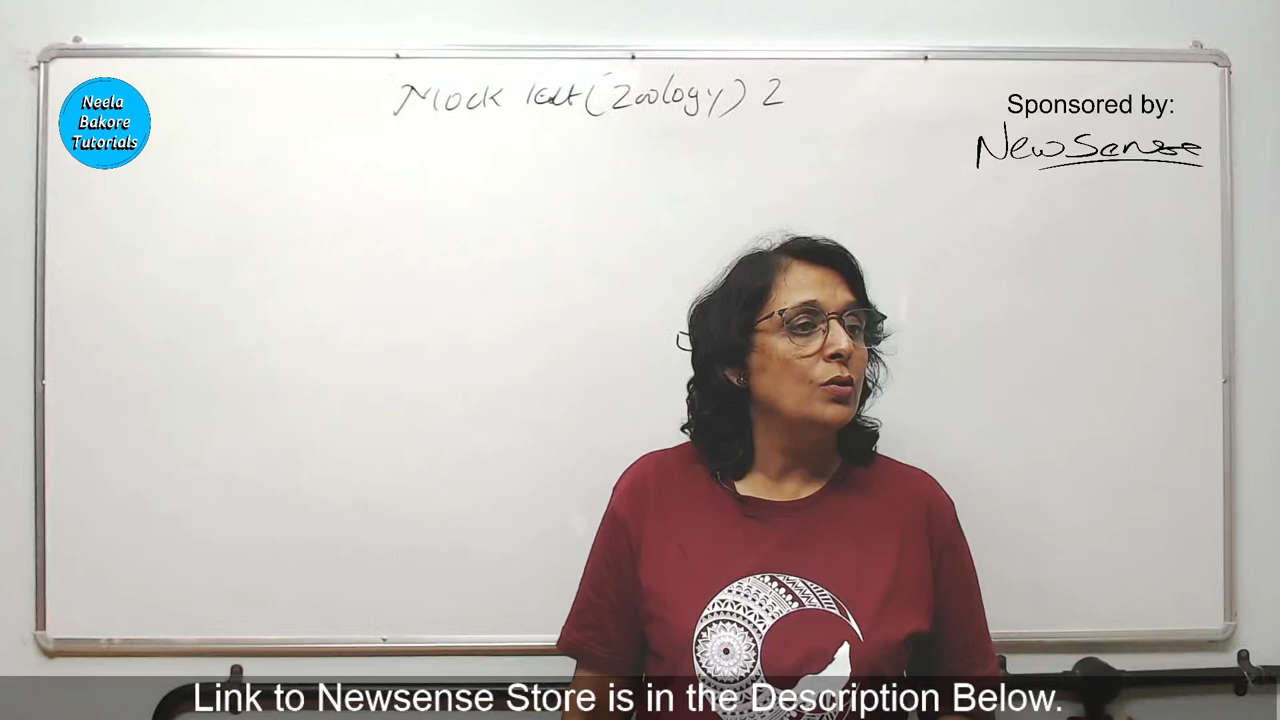 Mock Test (Zoology) 2
Neela
Bakore
Tutorials
Sponsored by:
NewSense
Link to Newsense Store is in the Description Below.